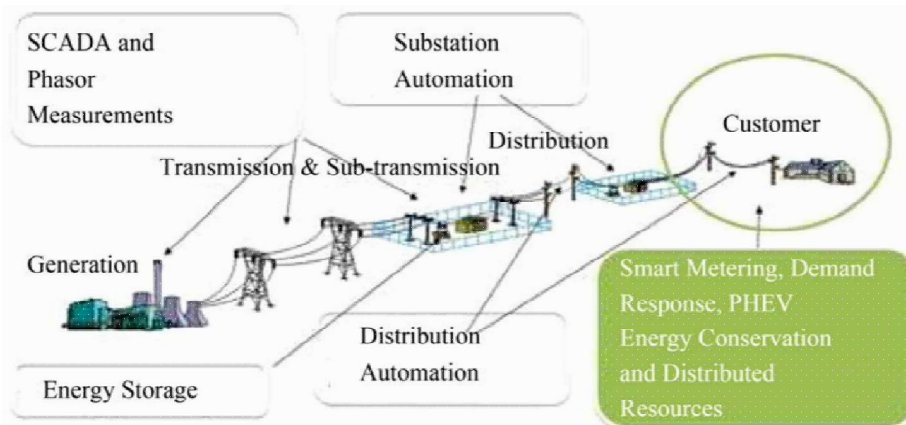 SCADA and
Phasor
Measurements
Substation
Automation
Customer
Distribution
Transmission & Sub-transmission
Generation
Smart Metering, Demand
Response, PHEV
Energy Conservation
and Distributed
Resources
Distribution
Automation
Energy Storage